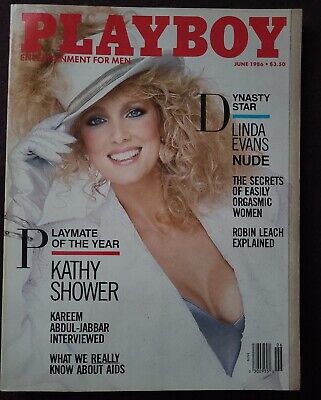 PLAYBOY
ENTERTAINMENT FOR MEN
JUNE 1986 • $3.50
DYNASTY
STAR
LINDA
EVANS
NUDE
THE SECRETS
OF EASILY
ORGASMIC
WOMEN
ROBIN LEACH
EXPLAINED
PLAYMATE
OF THE YEAR
KATHY
SHOWER
KAREEM
ABDUL-JABBAR
INTERVIEWED
WHAT WE REALLY
KNOW ABOUT AIDS
06